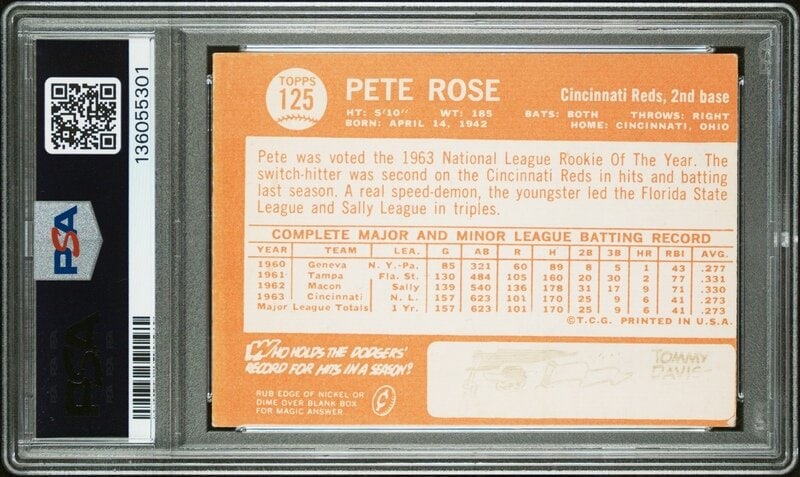 136055301
PSA
PSA
TOPPS
125
PETE ROSE
Cincinnati Reds, 2nd base
HT: 5'10" WT: 185 BATS: BOTH THROWS: RIGHT
BORN: APRIL 14, 1942 HOME: CINCINNATI, OHIO
Pete was voted the 1963 National League Rookie Of The Year. The
switch-hitter was second on the Cincinnati Reds in hits and batting
last season. A real speed-demon, the youngster led the Florida State
League and Sally League in triples.
COMPLETE MAJOR AND MINOR LEAGUE BATTING RECORD
YEAR TEAM LEA. G AB R H 2B 3B HR RBI AVG.
1960 Geneva N.Y.-Pa. 85 321 60 89 8 5 1 43 .277
1961 Tampa Fla. St. 130 484 105 160 20 30 2 77 .331
1962 Macon Sally 139 540 136 178 31 17 9 71 .330
1963 Cincinnati N. L. 157 623 101 170 25 9 6 41 .273
Major League Totals 1 Yr. 157 623 101 170 25 9 6 41 .273
©T.C.G. PRINTED IN U.S.A.
WHO HOLDS THE DODGERS'
RECORD FOR HITS IN A SEASON?
RUB EDGE OF NICKEL OR
DIME OVER BLANK BOX
FOR MAGIC ANSWER
TOMMY
DAVIS